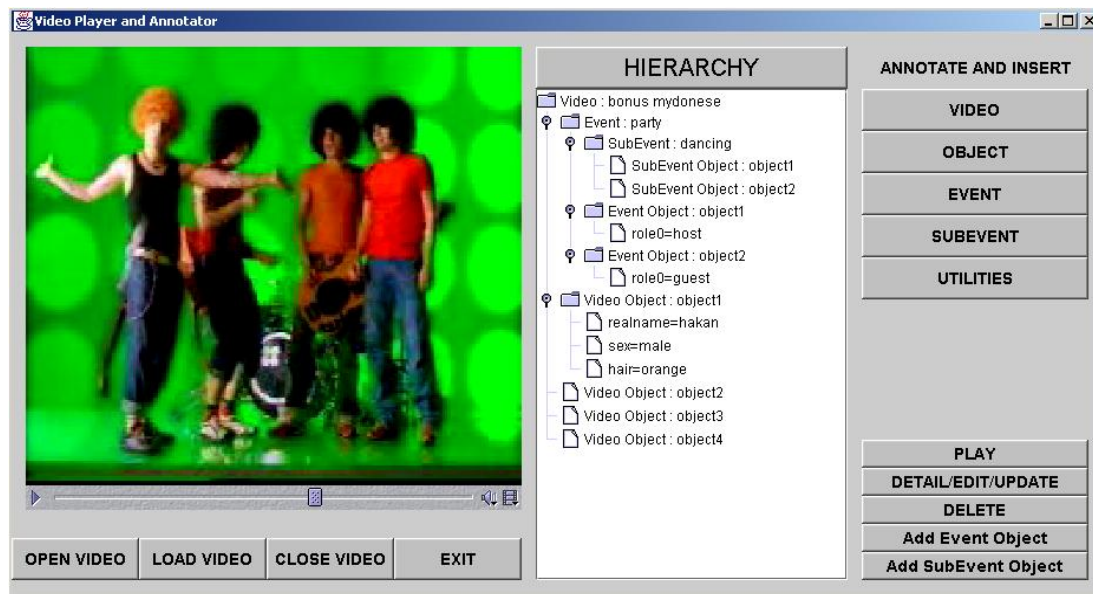 Video Player and Annotator
HIERARCHY
Video : bonus mydonese
Event : party
SubEvent : dancing
SubEvent Object : object1
SubEvent Object : object2
Event Object : object1
role0=host
Event Object : object2
role0=guest
Video Object : object1
realname=hakan
sex=male
hair=orange
Video Object : object2
Video Object : object3
Video Object : object4
ANNOTATE AND INSERT
VIDEO
OBJECT
EVENT
SUBEVENT
UTILITIES
PLAY
DETAIL/EDIT/UPDATE
DELETE
Add Event Object
Add SubEvent Object
OPEN VIDEO
LOAD VIDEO
CLOSE VIDEO
EXIT